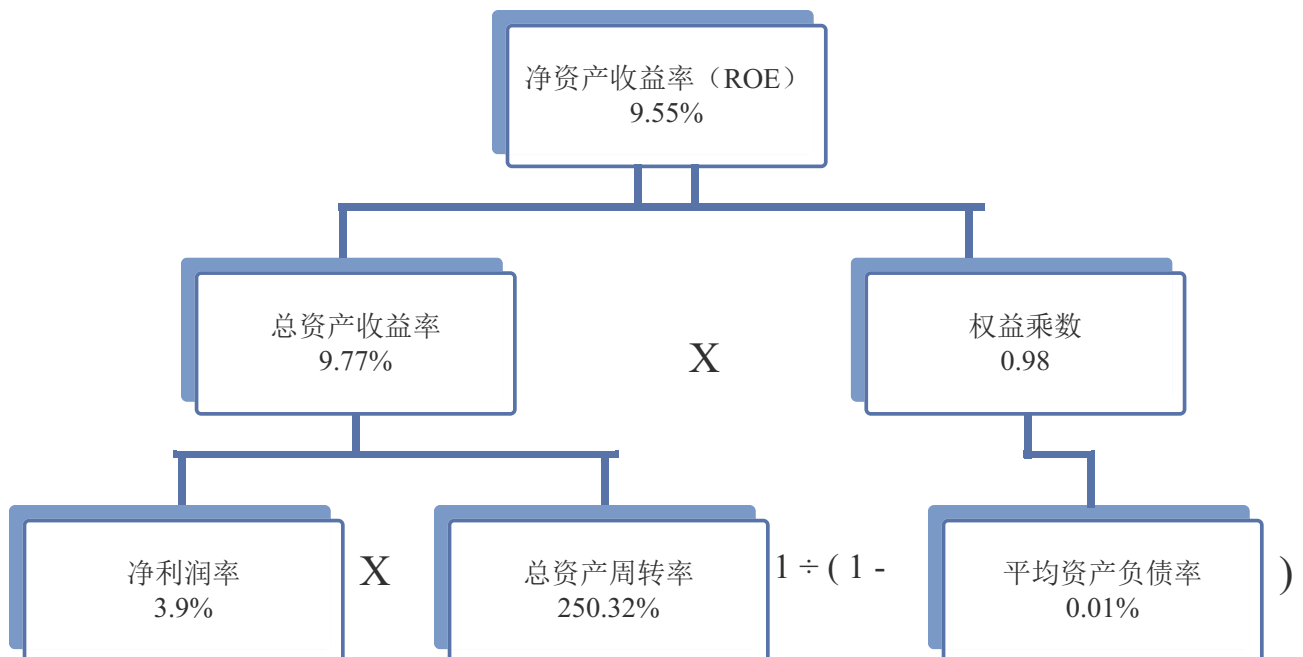 净资产收益率（ROE）
9.55%
总资产收益率
9.77%
X
权益乘数
0.98
净利润率
3.9%
X
总资产周转率
250.32%
1 ÷ ( 1 -
平均资产负债率
0.01%
)